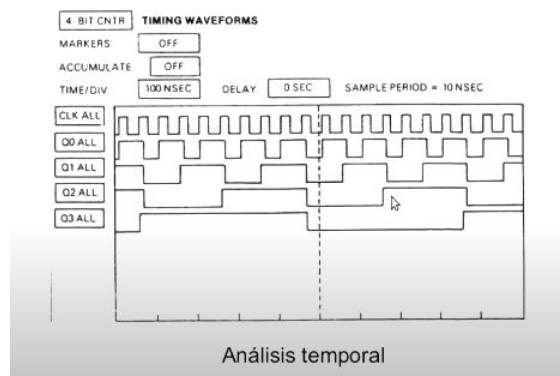 4-BIT CNTR TIMING WAVEFORMS
MARKERS OFF
ACCUMULATE OFF
TIME/DIV 100 NSEC DELAY 0 SEC SAMPLE PERIOD = 10 NSEC
CLK ALL
Q0 ALL
Q1 ALL
Q2 ALL
Q3 ALL
Análisis temporal